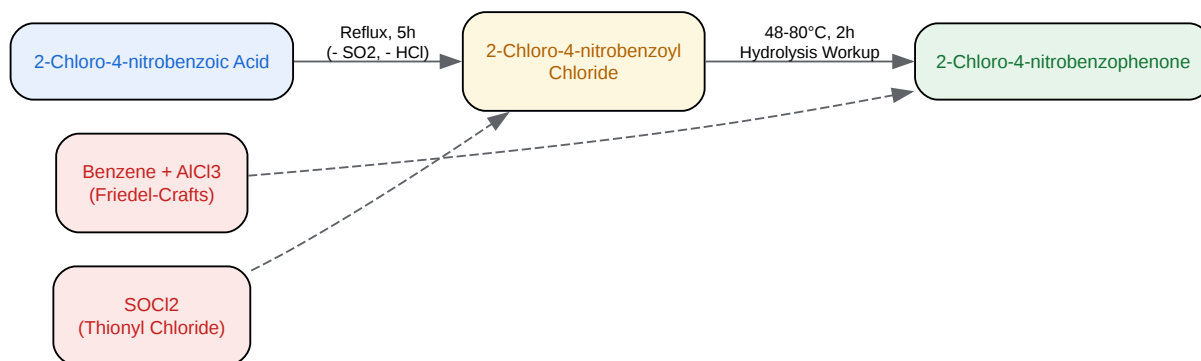 2-Chloro-4-nitrobenzoic Acid
Reflux, 5h
(- SO2, - HCl)
2-Chloro-4-nitrobenzoyl
Chloride
48-80°C, 2h
Hydrolysis Workup
2-Chloro-4-nitrobenzophenone
Benzene + AlCl3
(Friedel-Crafts)
SOCl2
(Thionyl Chloride)